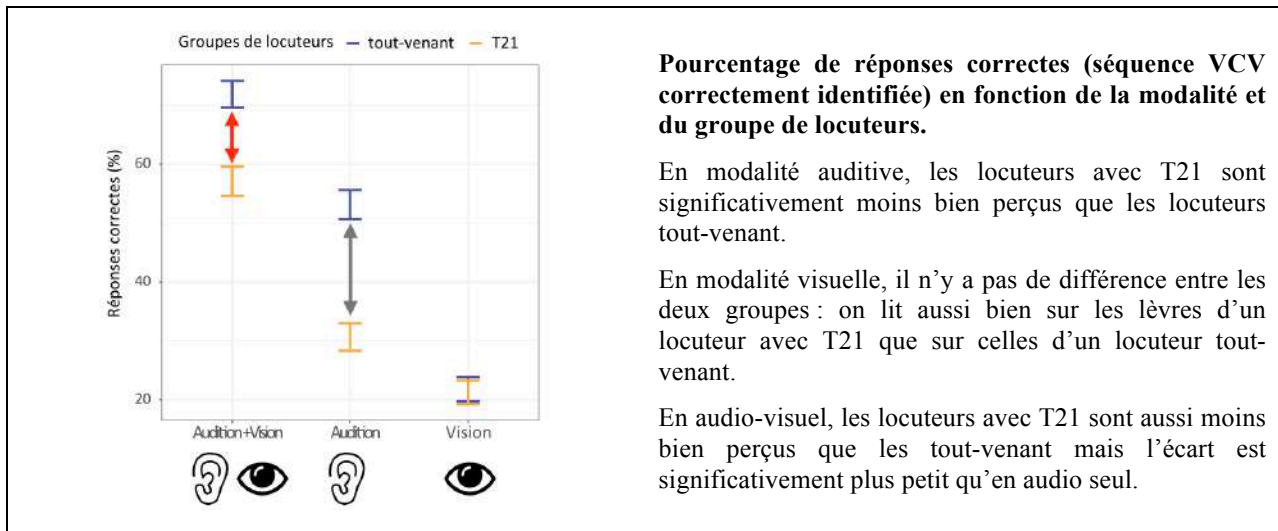 Groupes de locuteurs – tout-venant – T21
Réponses correctes (%)
60
40
20
Audition+Vision Audition Vision
Pourcentage de réponses correctes (séquence VCV
correctement identifiée) en fonction de la modalité et
du groupe de locuteurs.
En modalité auditive, les locuteurs avec T21 sont
significativement moins bien perçus que les locuteurs
tout-venant.
En modalité visuelle, il n’y a pas de différence entre les
deux groupes : on lit aussi bien sur les lèvres d’un
locuteur avec T21 que sur celles d’un locuteur tout-
venant.
En audio-visuel, les locuteurs avec T21 sont aussi moins
bien perçus que les tout-venant mais l’écart est
significativement plus petit qu’en audio seul.